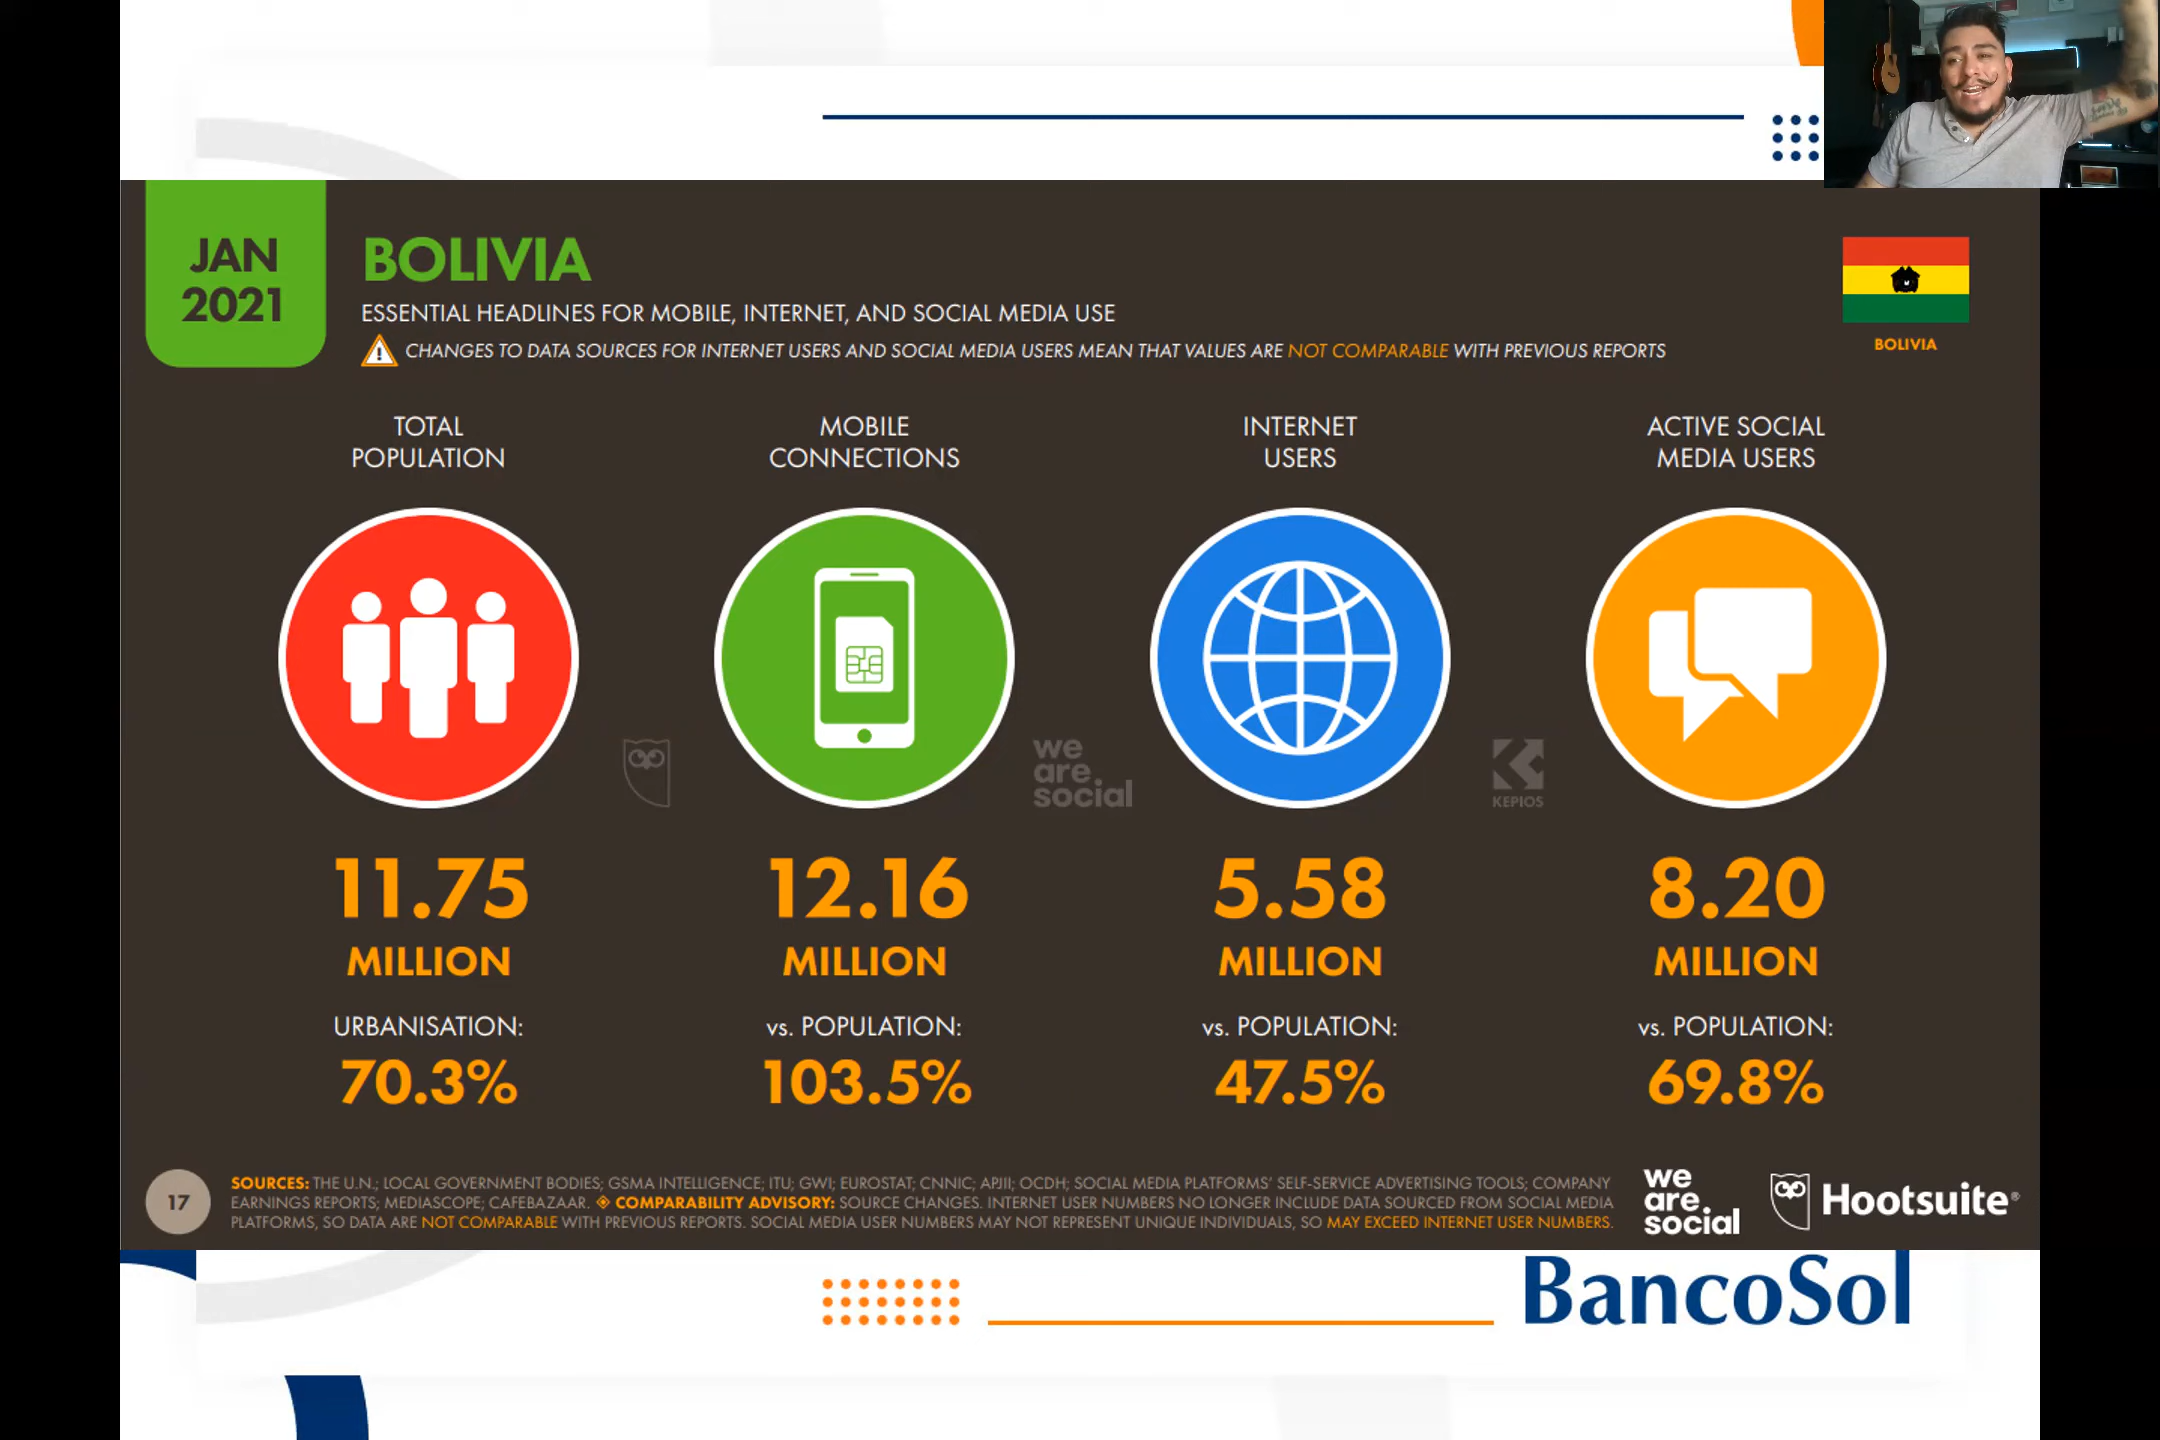 JAN
2021
BOLIVIA
ESSENTIAL HEADLINES FOR MOBILE, INTERNET, AND SOCIAL MEDIA USE
CHANGES TO DATA SOURCES FOR INTERNET USERS AND SOCIAL MEDIA USERS MEAN THAT VALUES ARE NOT COMPARABLE WITH PREVIOUS REPORTS
BOLIVIA
TOTAL
POPULATION
MOBILE
CONNECTIONS
INTERNET
USERS
ACTIVE SOCIAL
MEDIA USERS
we
are.
social
KEPIOS
11.75
MILLION
URBANISATION:
70.3%
12.16
MILLION
vs. POPULATION:
103.5%
5.58
MILLION
vs. POPULATION:
47.5%
8.20
MILLION
vs. POPULATION:
69.8%
17
SOURCES: THE U.N.; LOCAL GOVERNMENT BODIES; GSMA INTELLIGENCE; ITU; GWI; EUROSTAT; CNNIC; APJII; OCDH; SOCIAL MEDIA PLATFORMS' SELF-SERVICE ADVERTISING TOOLS; COMPANY
EARNINGS REPORTS; MEDIASCOPE; CAFEBAZAAR. ◈ COMPARABILITY ADVISORY: SOURCE CHANGES. INTERNET USER NUMBERS NO LONGER INCLUDE DATA SOURCED FROM SOCIAL MEDIA
PLATFORMS, SO DATA ARE NOT COMPARABLE WITH PREVIOUS REPORTS. SOCIAL MEDIA USER NUMBERS MAY NOT REPRESENT UNIQUE INDIVIDUALS, SO MAY EXCEED INTERNET USER NUMBERS.
we
are.
social
Hootsuite®
BancoSol